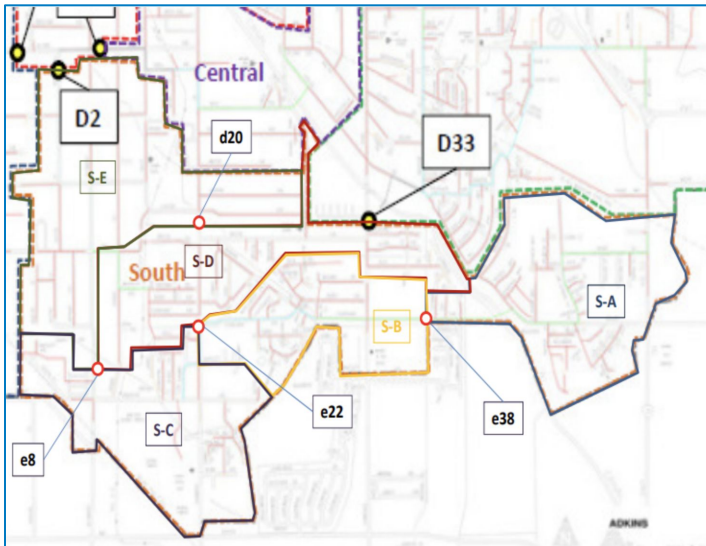 Central
D2
d20
D33
S-E
S-D
South
S-A
S-B
e22
e38
S-C
e8
ADKINS